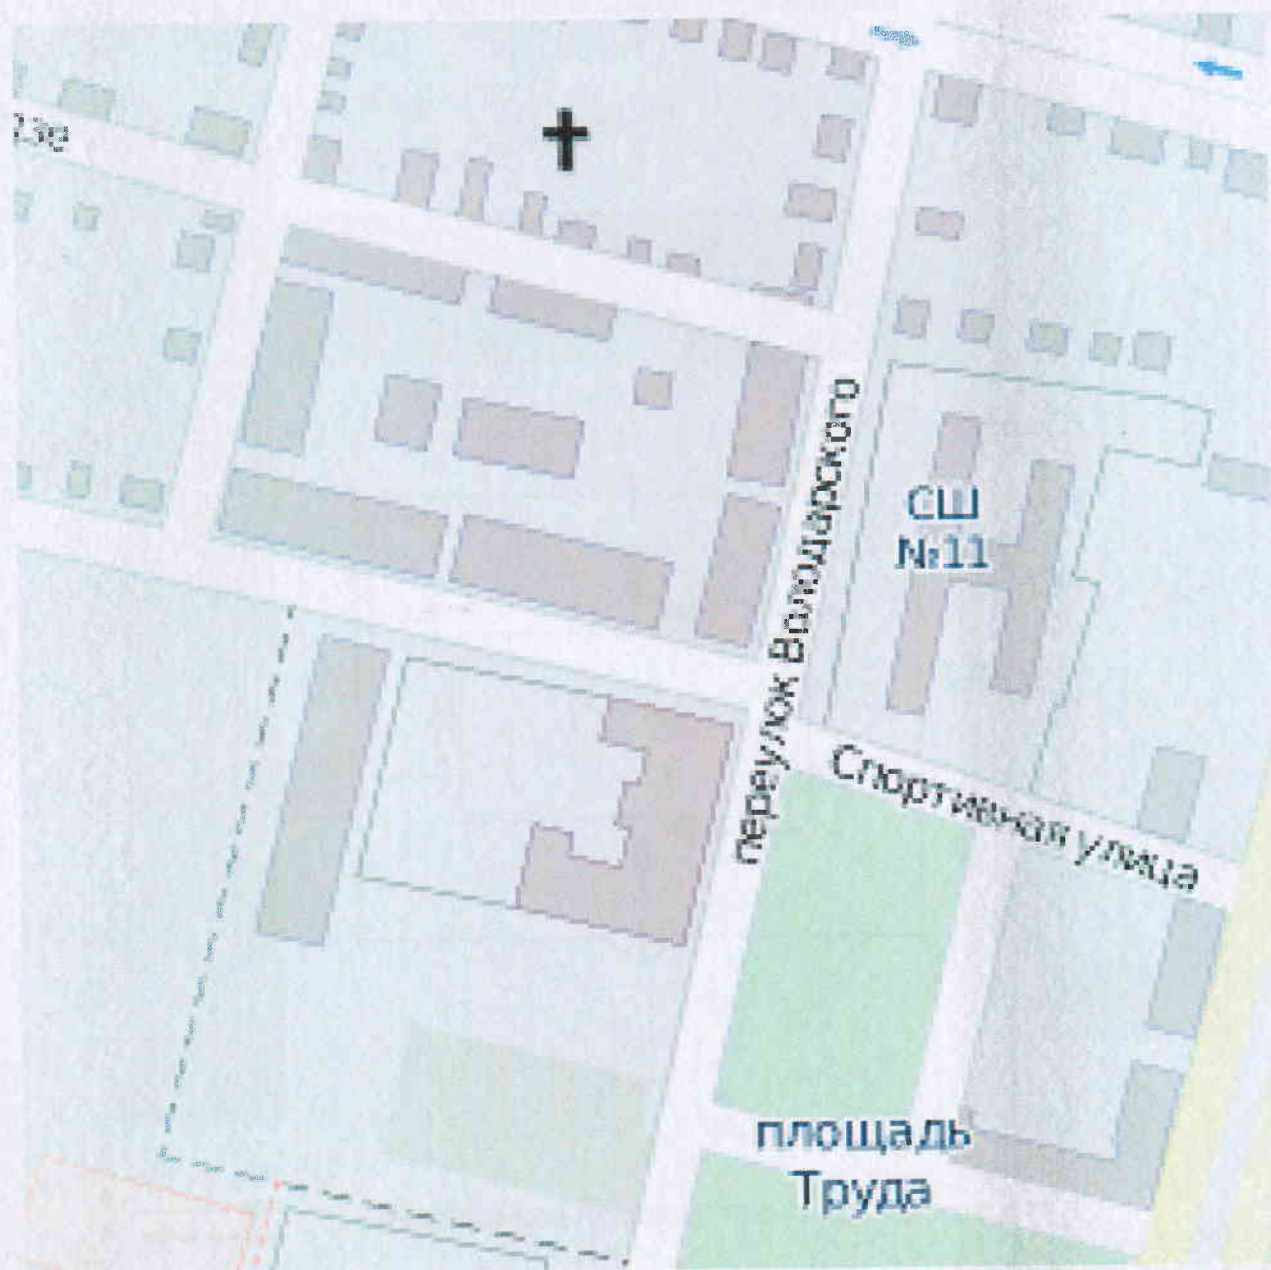 переулок Володарского
СШ
№11
Спортивная улица
площадь
Труда